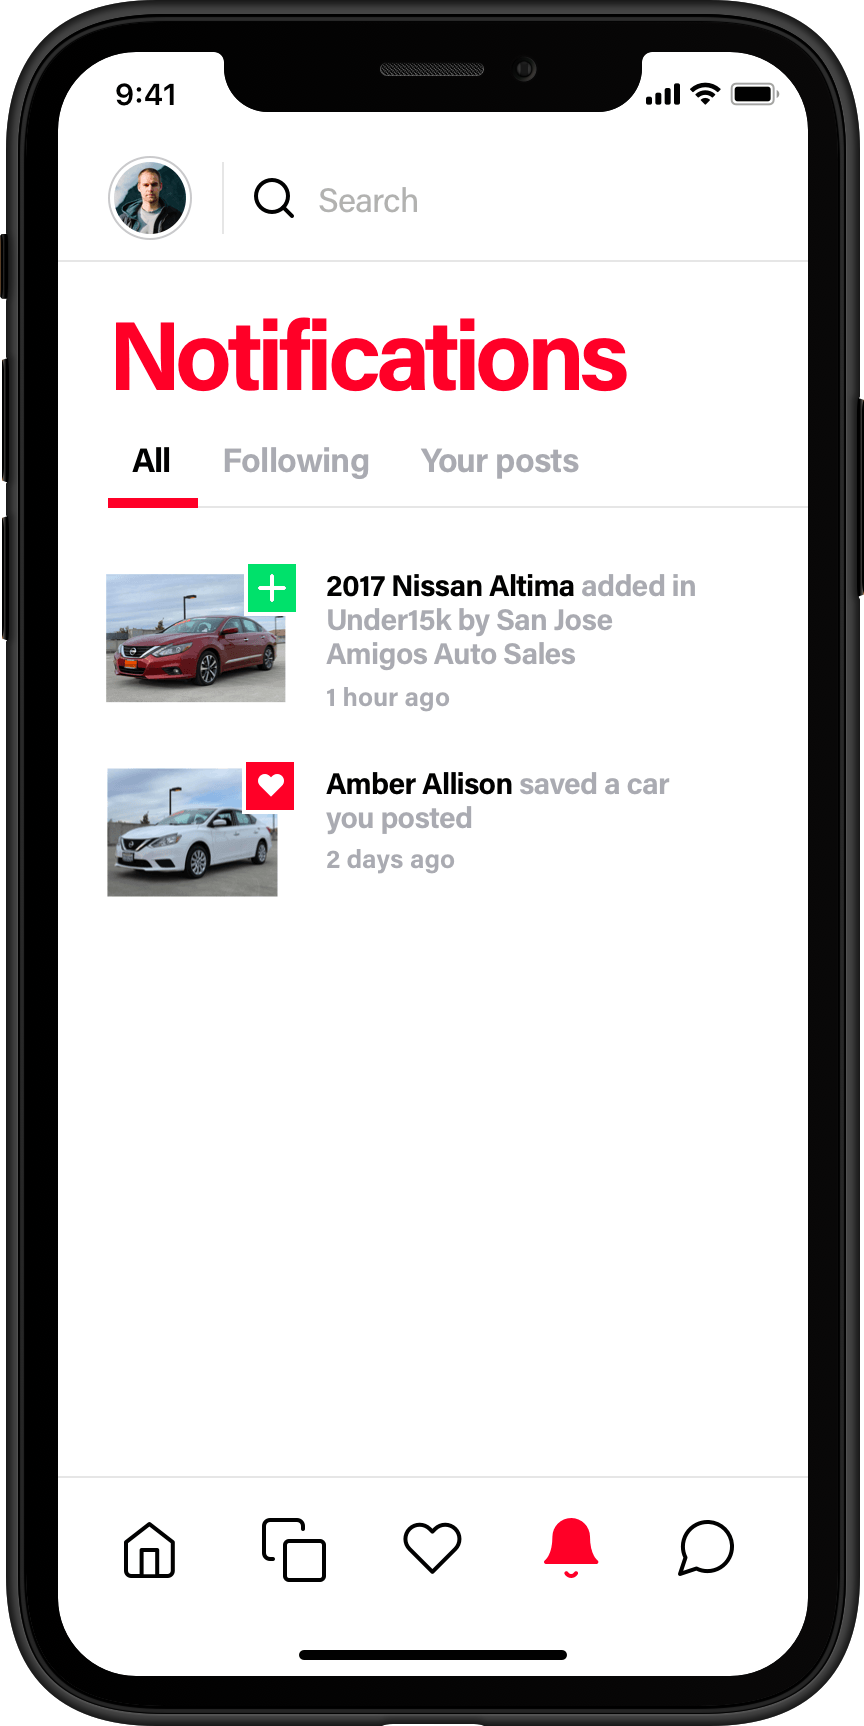 9:41
Search
Notifications
All Following Your posts
2017 Nissan Altima added in
Under15k by San Jose
Amigos Auto Sales
1 hour ago
Amber Allison saved a car
you posted
2 days ago